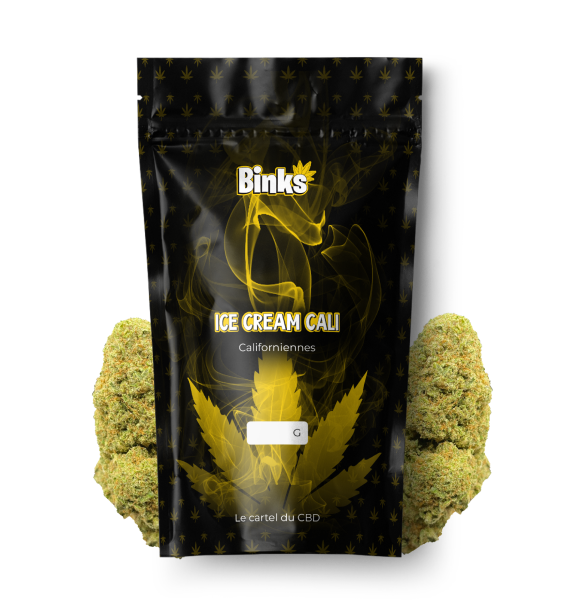 Binks
ICE CREAM CALI
Californiennes
G
Le cartel du CBD